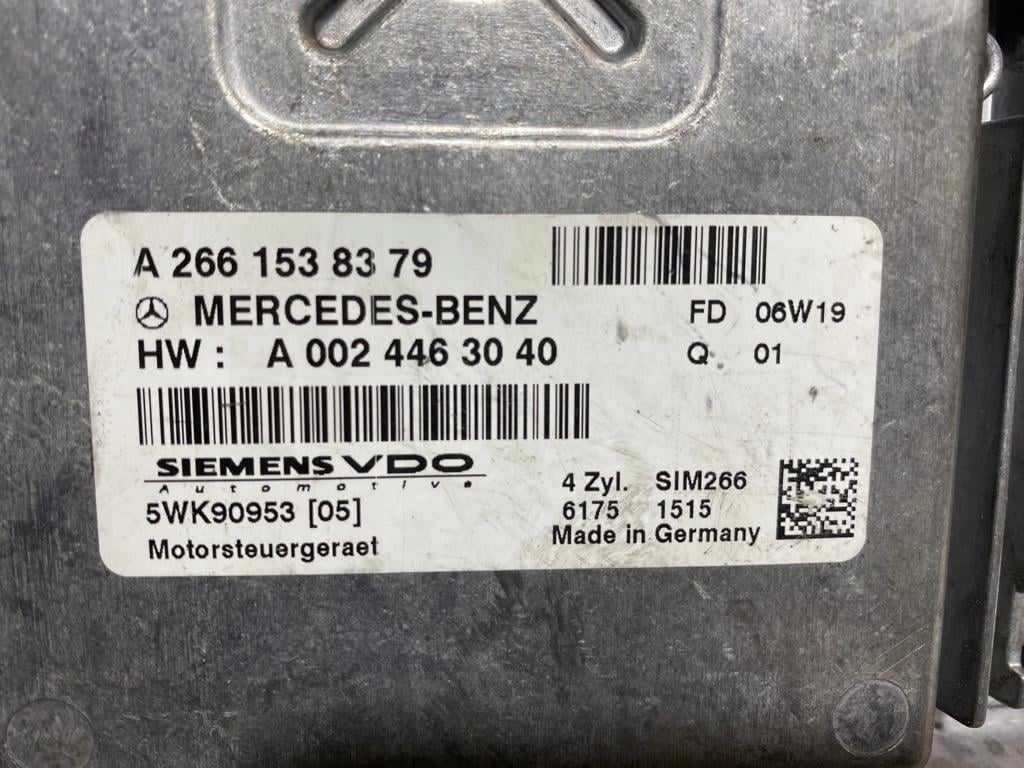 A 266 153 83 79
MERCEDES-BENZ
FD 06W19
HW : A 002 446 30 40
Q 01
SIEMENS VDO
Automotive
4 Zyl. SIM266
5WK90953 [05]
6175 1515
Motorsteuergeraet
Made in Germany